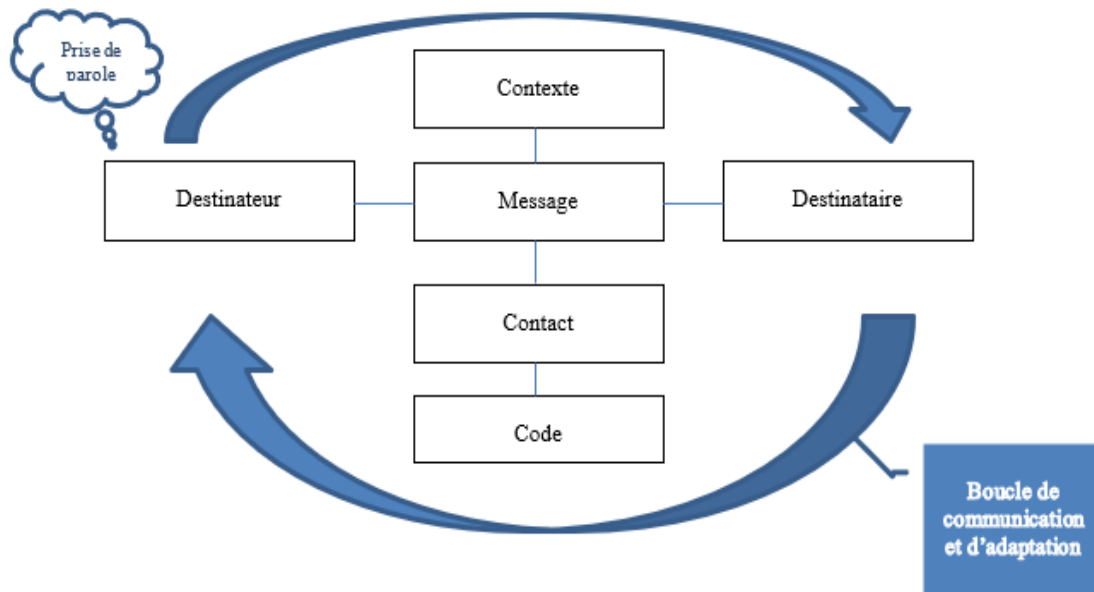 Prise de
parole
Contexte
Destinateur
Message
Destinataire
Contact
Code
Boucle de
communication
et d'adaptation